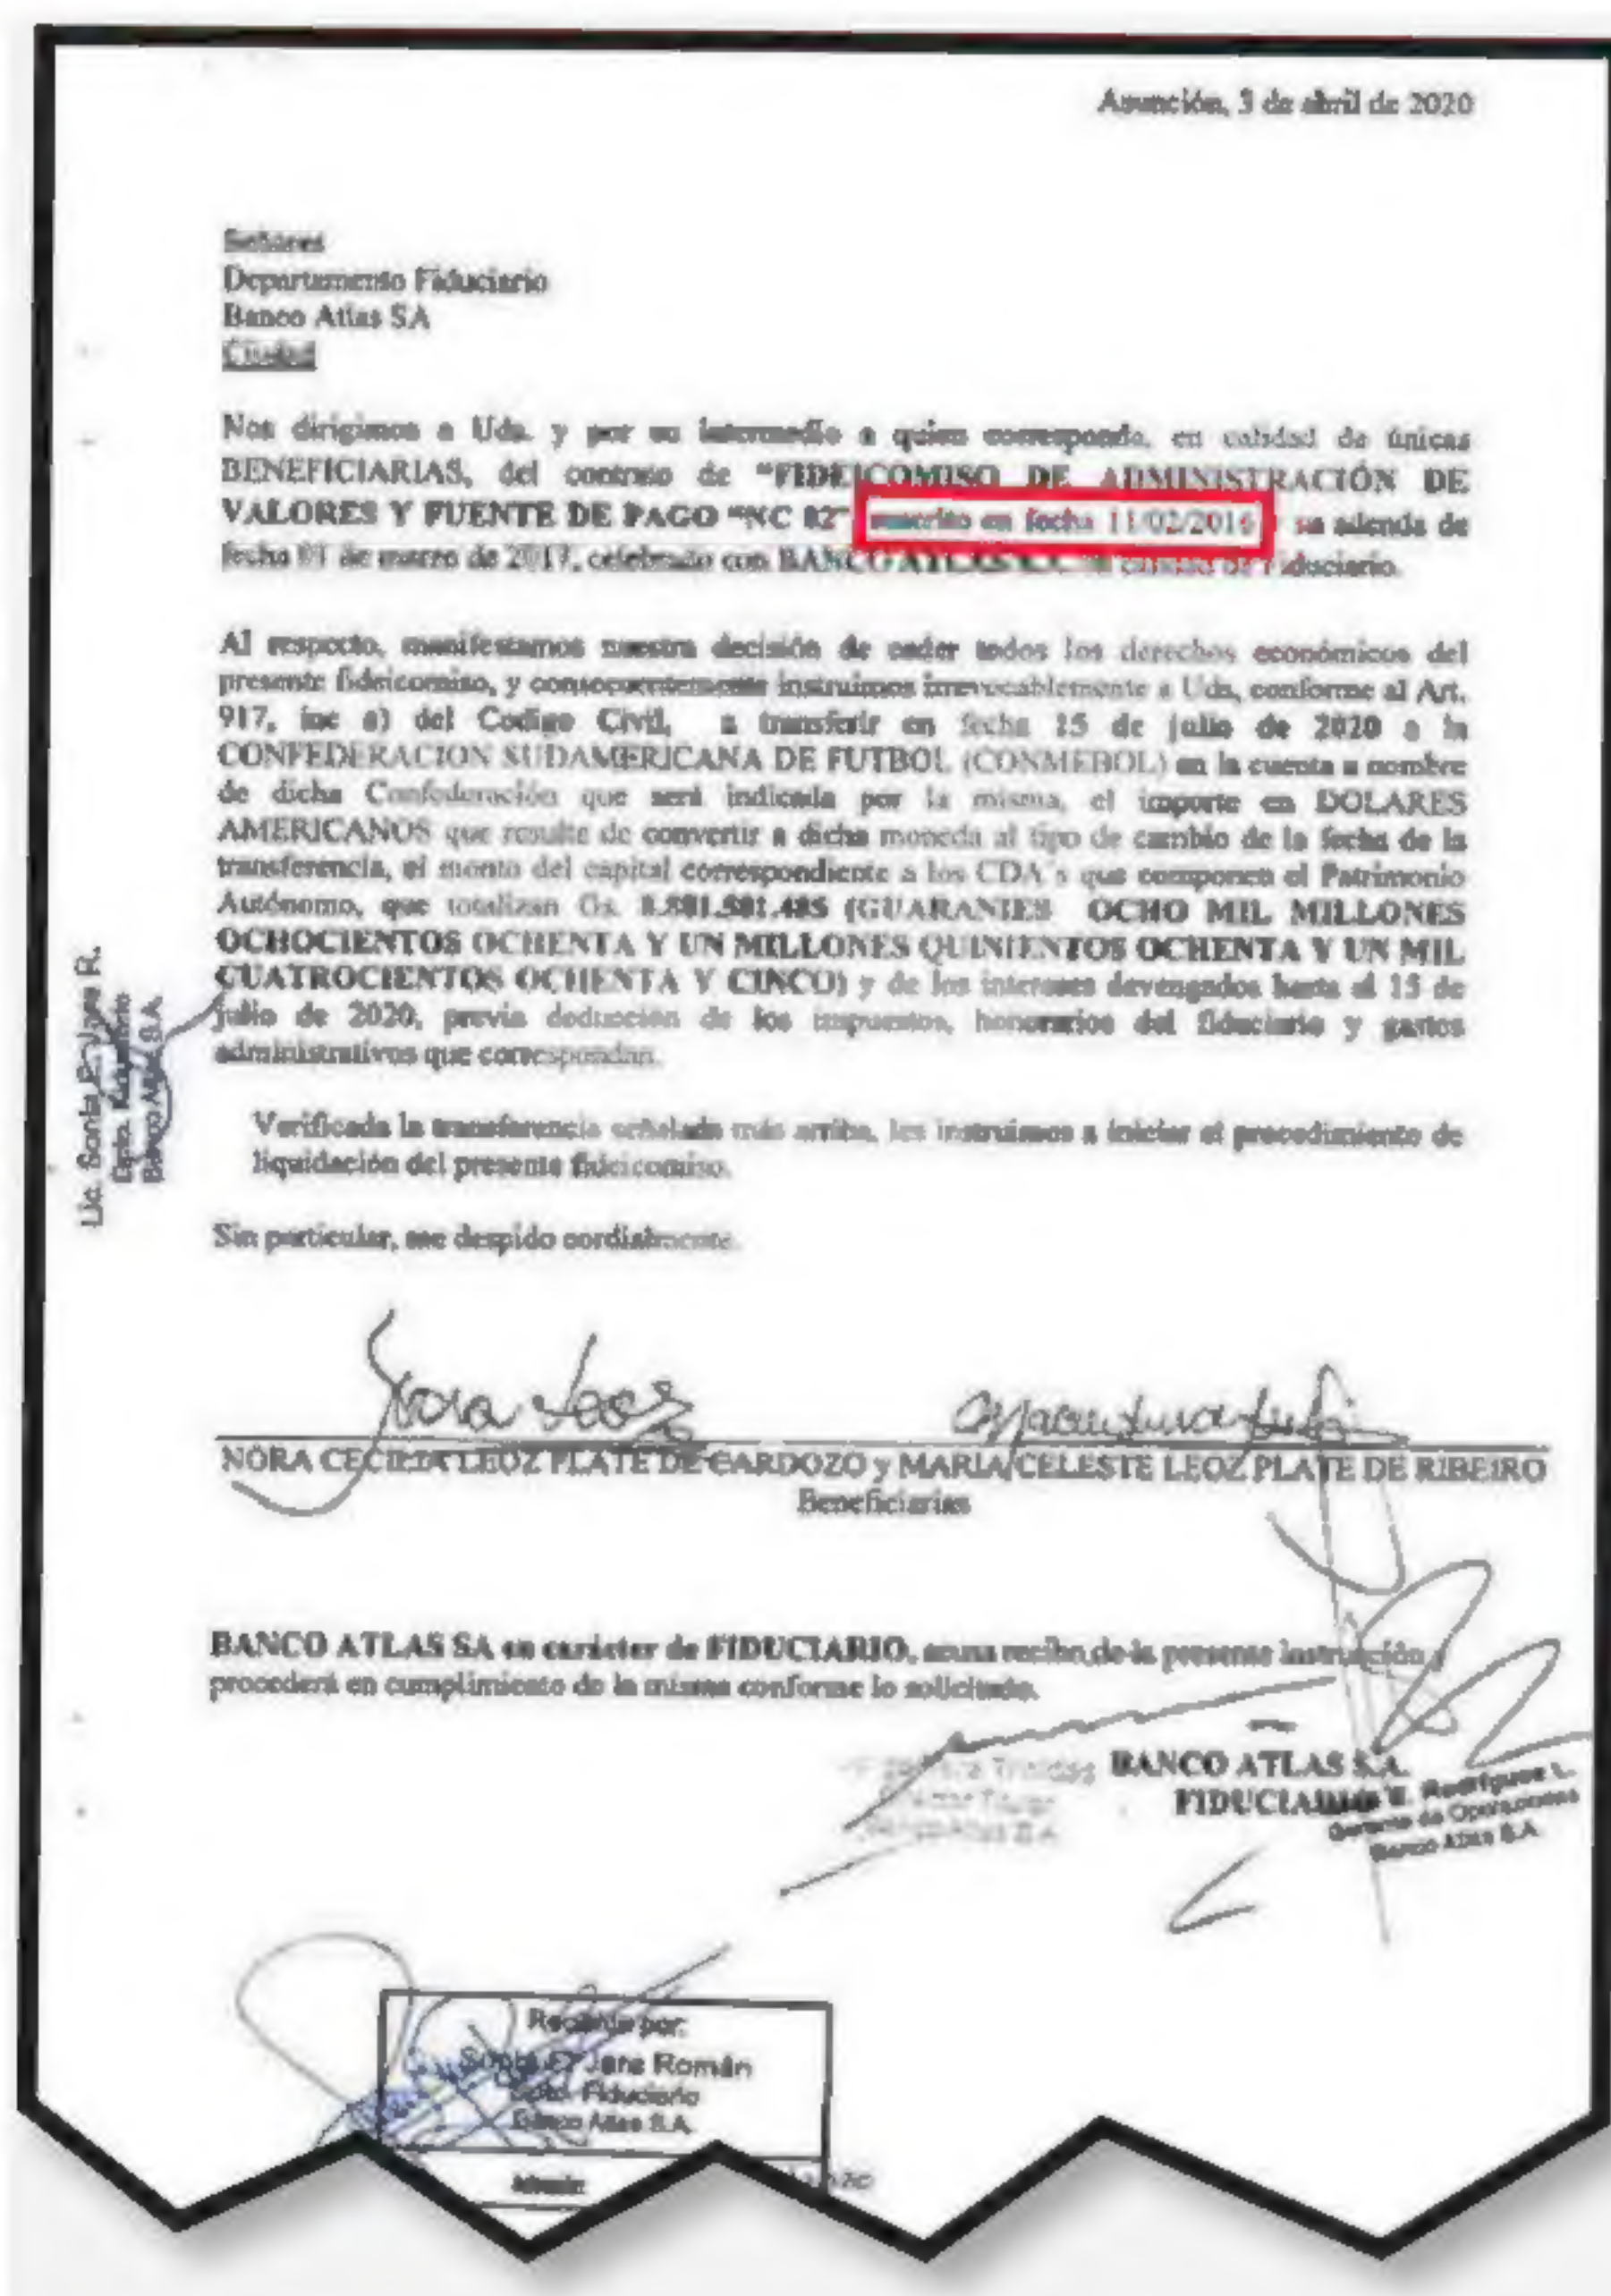 Asunción, 3 de abril de 2020
Señores
Departamento Fiduciario
Banco Atlas SA
Ciudad
Nos dirigimos a Uds. y por su intermedio a quien corresponda, en calidad de únicas
BENEFICIARIAS, del contrato de "FIDEICOMISO DE ADMINISTRACIÓN DE
VALORES Y FUENTE DE PAGO "NC 02" suscrito en fecha 11/02/2016 su adenda de
fecha 01 de marzo de 2017, celebrado con BANCO ATLAS S.A. calidad de Fiduciario.
Al respecto, manifestamos nuestra decisión de ceder todos los derechos económicos del
presente fideicomiso, y consecuentemente instruimos irrevocablemente a Uds, conforme al Art.
917, inc a) del Codigo Civil, a transferir en fecha 15 de julio de 2020 a la
CONFEDERACION SUDAMERICANA DE FUTBOL (CONMEBOL) en la cuenta a nombre
de dicha Confederación que será indicada por la misma, el importe en DOLARES
AMERICANOS que resulte de convertir a dicha moneda al tipo de cambio de la fecha de la
transferencia, el monto del capital correspondiente a los CDA's que componen el Patrimonio
Autónomo, que totalizan Gs. 8.881.581.485 (GUARANIES OCHO MIL MILLONES
OCHOCIENTOS OCHENTA Y UN MILLONES QUINIENTOS OCHENTA Y UN MIL
CUATROCIENTOS OCHENTA Y CINCO) y de los intereses devengados hasta el 15 de
julio de 2020, previa deducción de los impuestos, honorarios del fiduciario y gastos
administrativos que correspondan.
Lic. Sonia E. Jara R.
Dpto. Fiduciario
Banco Atlas S.A.
Verificada la transferencia señalada más arriba, les instruimos a iniciar el procedimiento de
liquidación del presente fideicomiso.
Sin particular, me despido cordialmente.
Nora Leoz
NORA CECILIA LEOZ PLATE DE CARDOZO y MARIA CELESTE LEOZ PLATE DE RIBEIRO
Beneficiarias
BANCO ATLAS SA en carácter de FIDUCIARIO, acusa recibo de la presente instrucción y
procederá en cumplimiento de la misma conforme lo solicitado.
BANCO ATLAS S.A.
FIDUCIARIO
E. Rodríguez L.
Gerente de Operaciones
Banco Atlas S.A.
Recibido por:
Sonia E. Jara Román
Dpto. Fiduciario
Banco Atlas S.A.